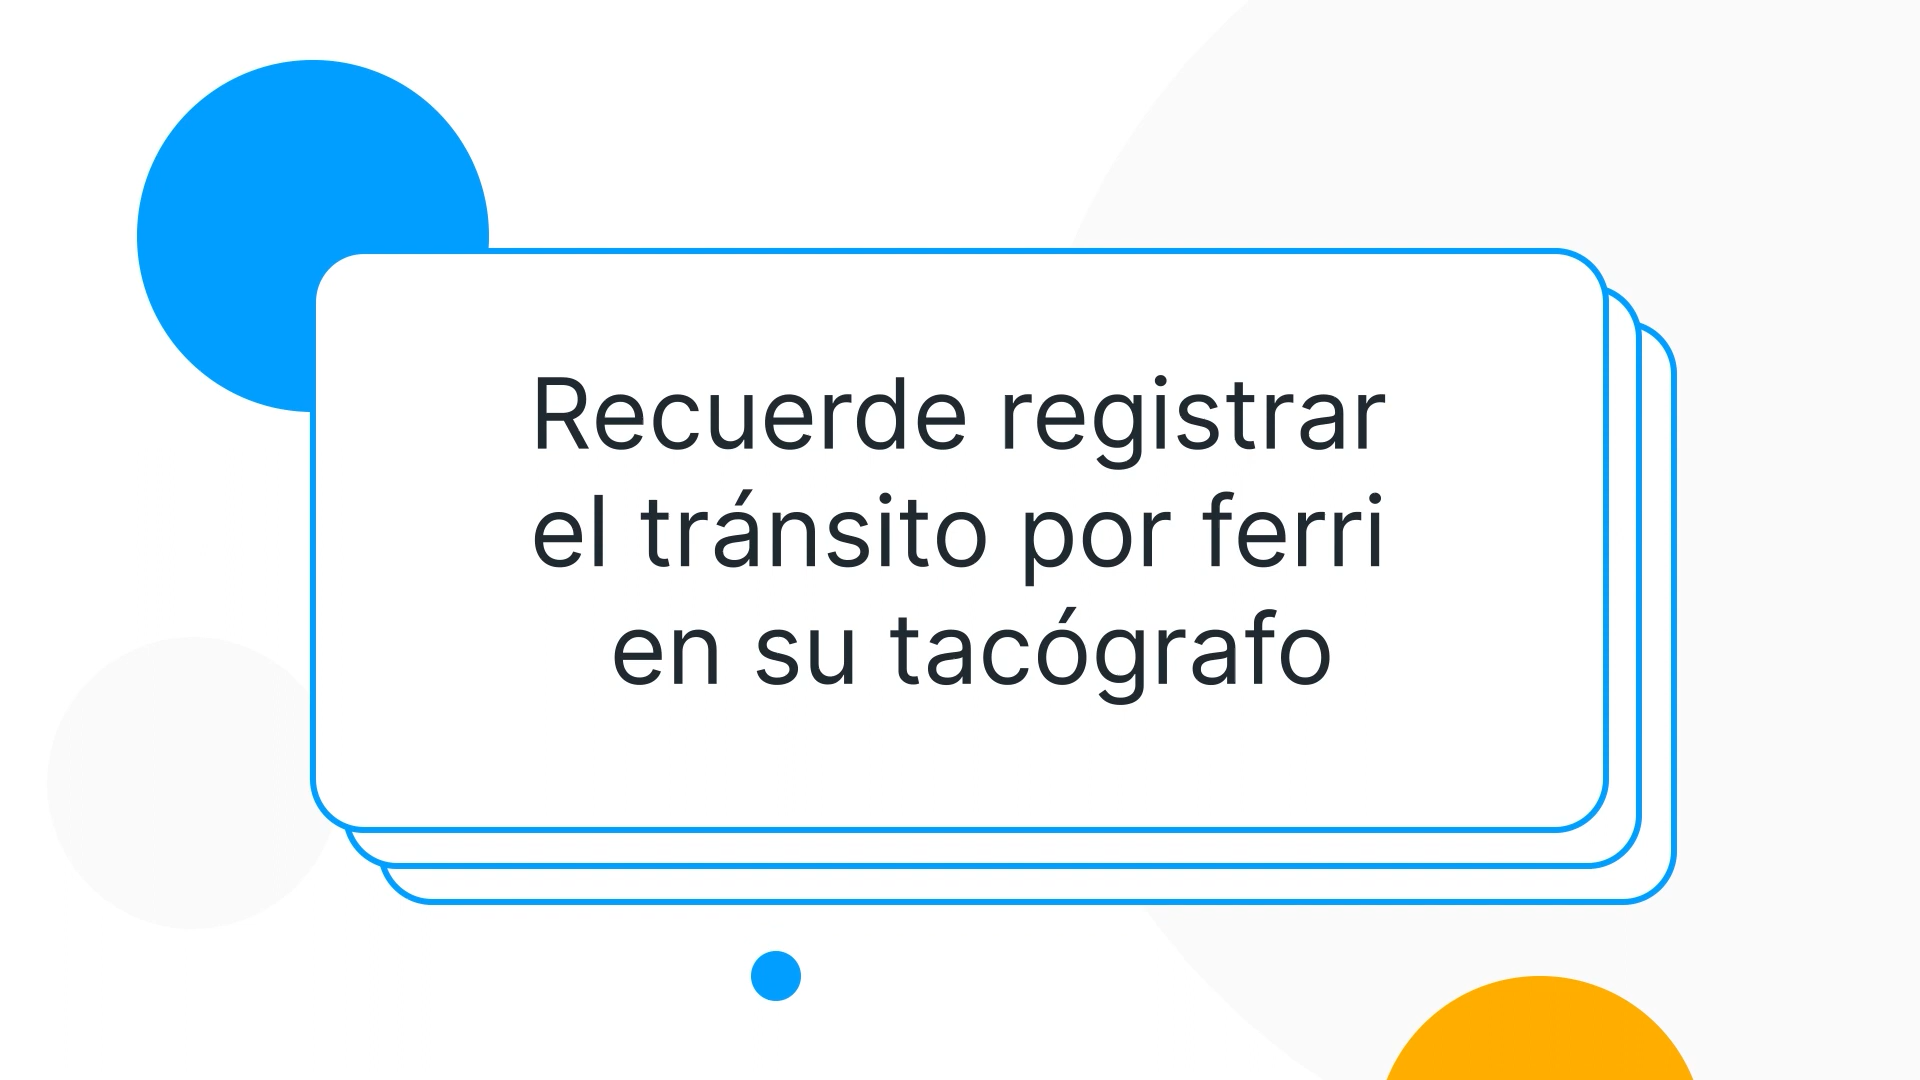 Recuerde registrar
el tránsito por ferri
en su tacógrafo